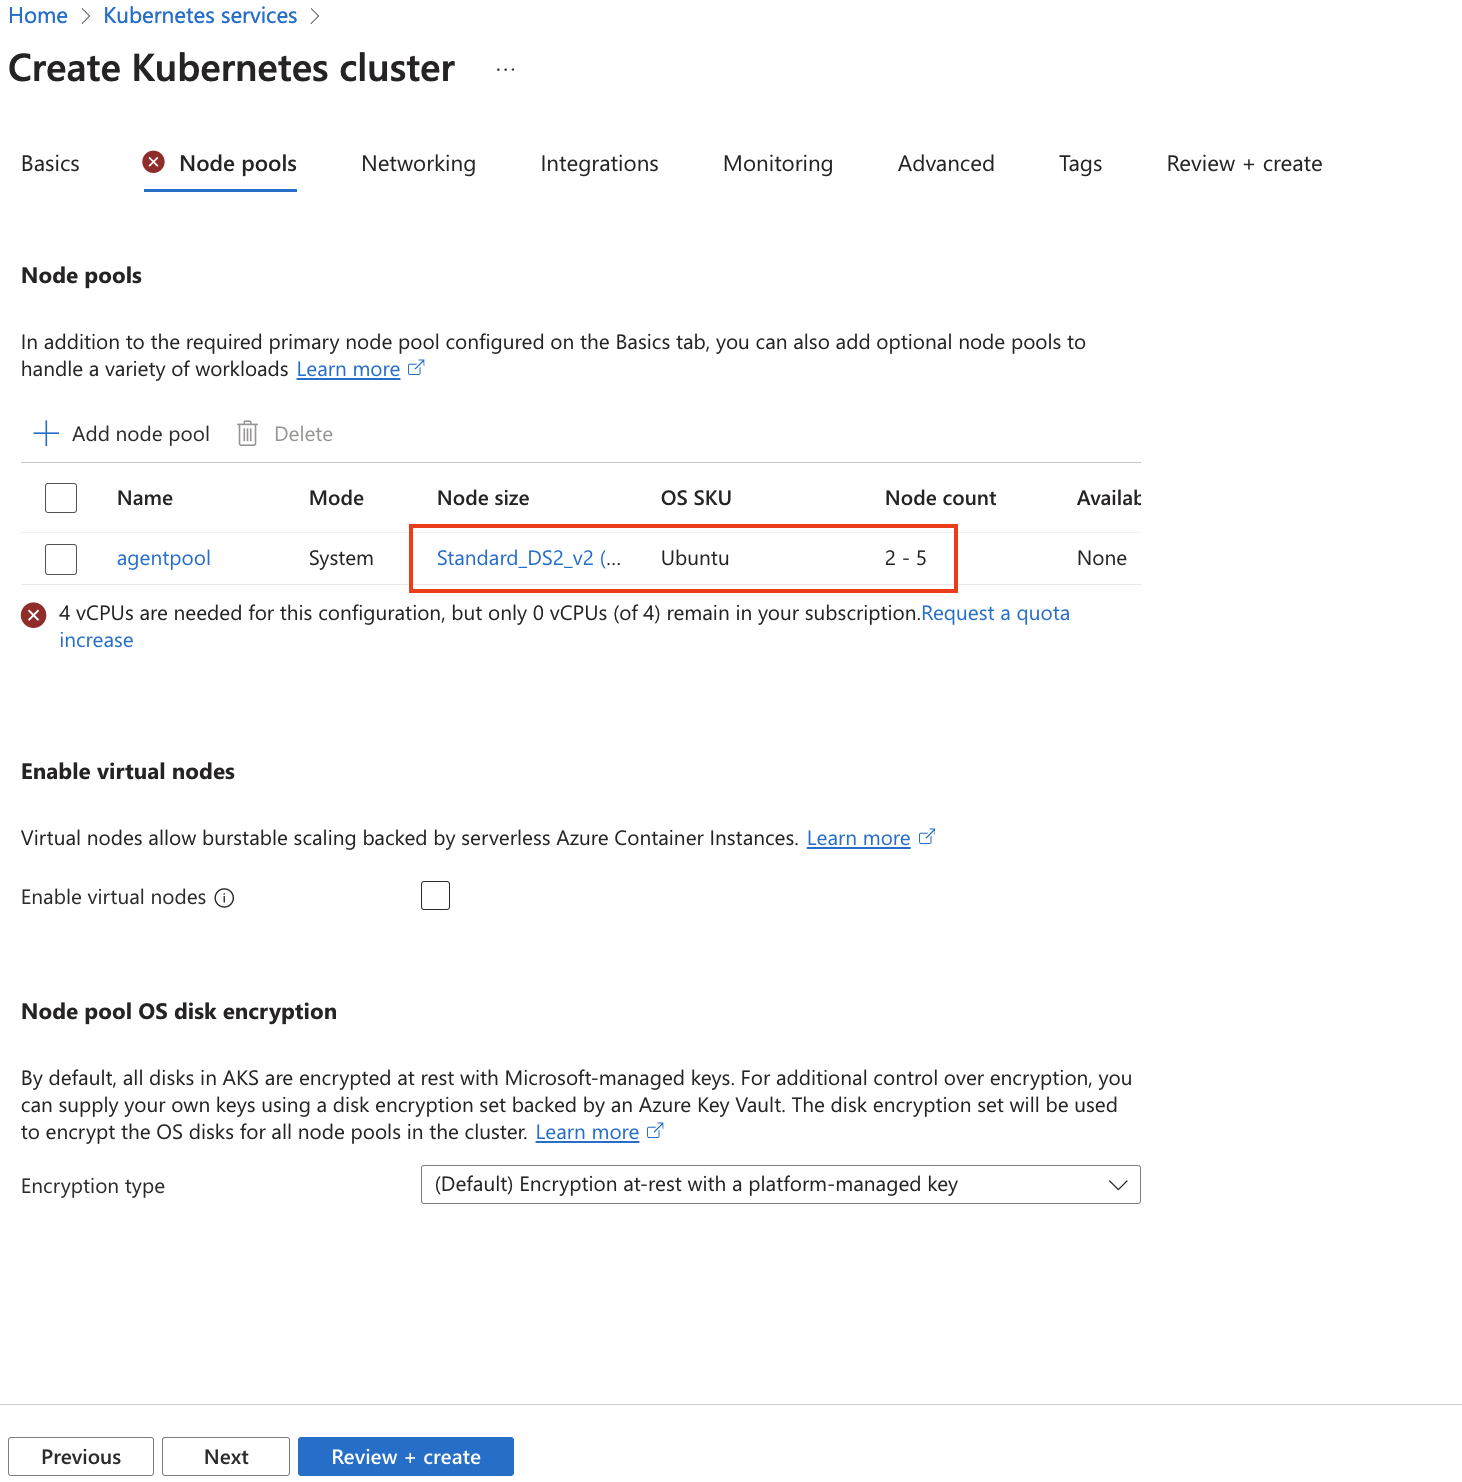 Home > Kubernetes services >
Create Kubernetes cluster ...
Basics Node pools Networking Integrations Monitoring Advanced Tags Review + create
Node pools
In addition to the required primary node pool configured on the Basics tab, you can also add optional node pools to
handle a variety of workloads Learn more
Add node pool Delete
Name Mode Node size OS SKU Node count Availab
agentpool System Standard_DS2_v2 (... Ubuntu 2 - 5 None
4 vCPUs are needed for this configuration, but only 0 vCPUs (of 4) remain in your subscription.Request a quota
increase
Enable virtual nodes
Virtual nodes allow burstable scaling backed by serverless Azure Container Instances. Learn more
Enable virtual nodes
Node pool OS disk encryption
By default, all disks in AKS are encrypted at rest with Microsoft-managed keys. For additional control over encryption, you
can supply your own keys using a disk encryption set backed by an Azure Key Vault. The disk encryption set will be used
to encrypt the OS disks for all node pools in the cluster. Learn more
Encryption type (Default) Encryption at-rest with a platform-managed key
Previous Next Review + create